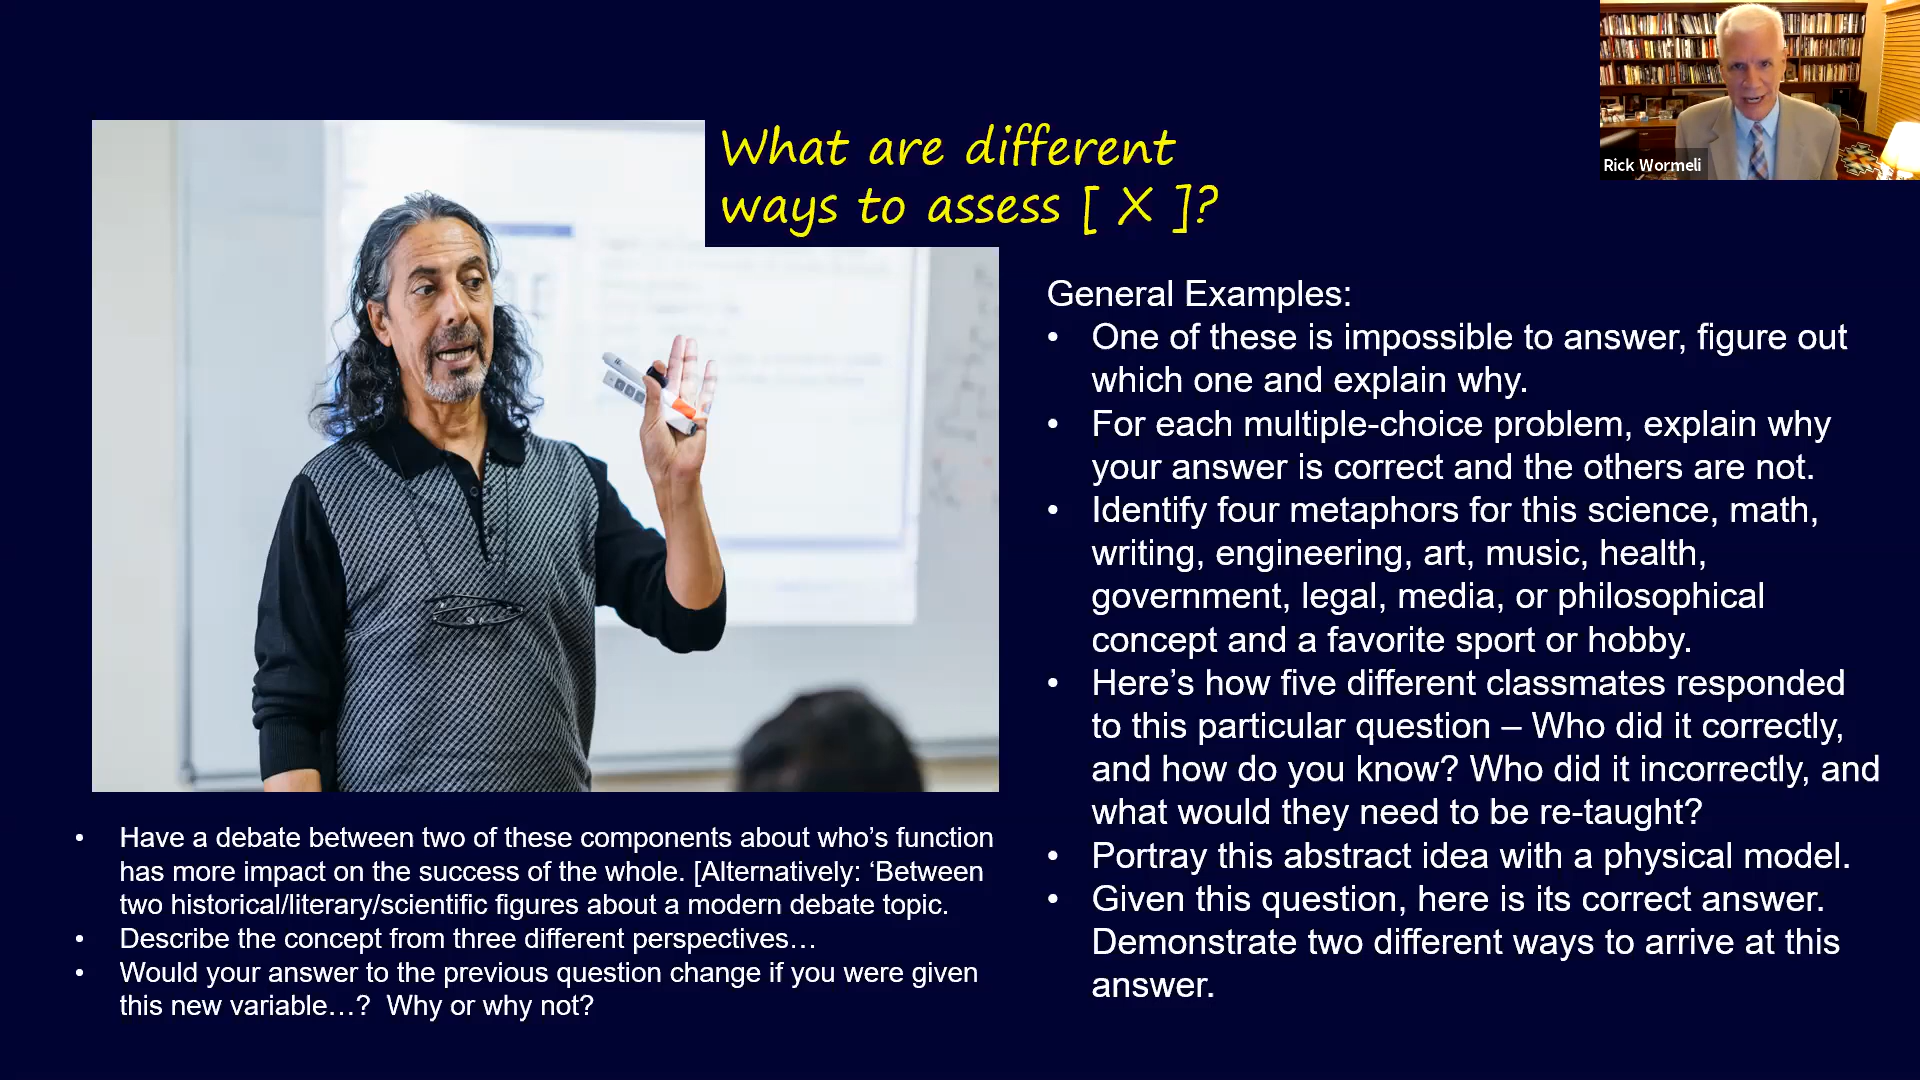 What are different
ways to assess [ X ]?
Rick Wormeli
General Examples:
• One of these is impossible to answer, figure out
which one and explain why.
• For each multiple-choice problem, explain why
your answer is correct and the others are not.
• Identify four metaphors for this science, math,
writing, engineering, art, music, health,
government, legal, media, or philosophical
concept and a favorite sport or hobby.
• Here’s how five different classmates responded
to this particular question – Who did it correctly,
and how do you know? Who did it incorrectly, and
what would they need to be re-taught?
• Portray this abstract idea with a physical model.
• Given this question, here is its correct answer.
Demonstrate two different ways to arrive at this
answer.
• Have a debate between two of these components about who’s function
has more impact on the success of the whole. [Alternatively: ‘Between
two historical/literary/scientific figures about a modern debate topic.
• Describe the concept from three different perspectives…
• Would your answer to the previous question change if you were given
this new variable…?  Why or why not?